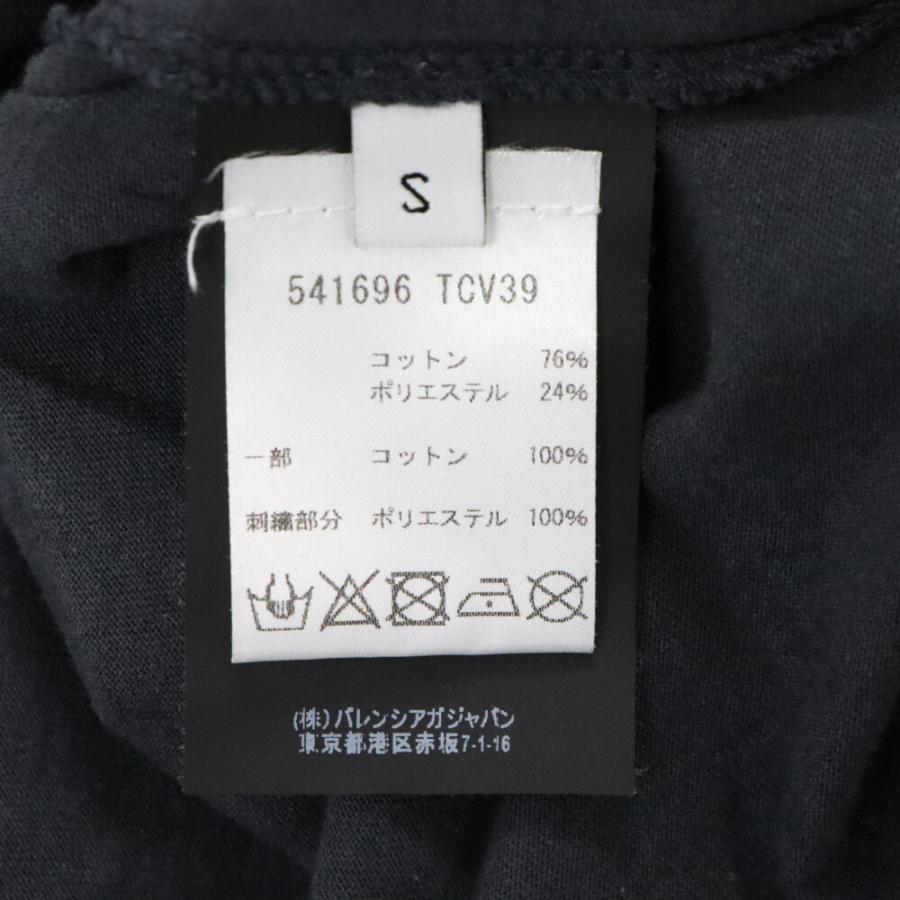 S
541696 TCV39
コットン 76%
ポリエステル 24%
一部 コットン 100%
刺繍部分 ポリエステル 100%
(株)バレンシアガジャパン
東京都港区赤坂7-1-16